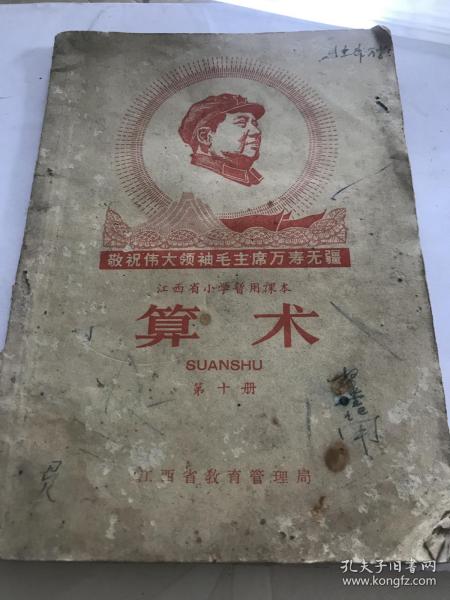 敬祝伟大领袖毛主席万寿无疆
江西省小学暂用课本
算术
SUANSHU
第十册
江西省教育管理局
孔夫子旧书网
www.kongfz.com